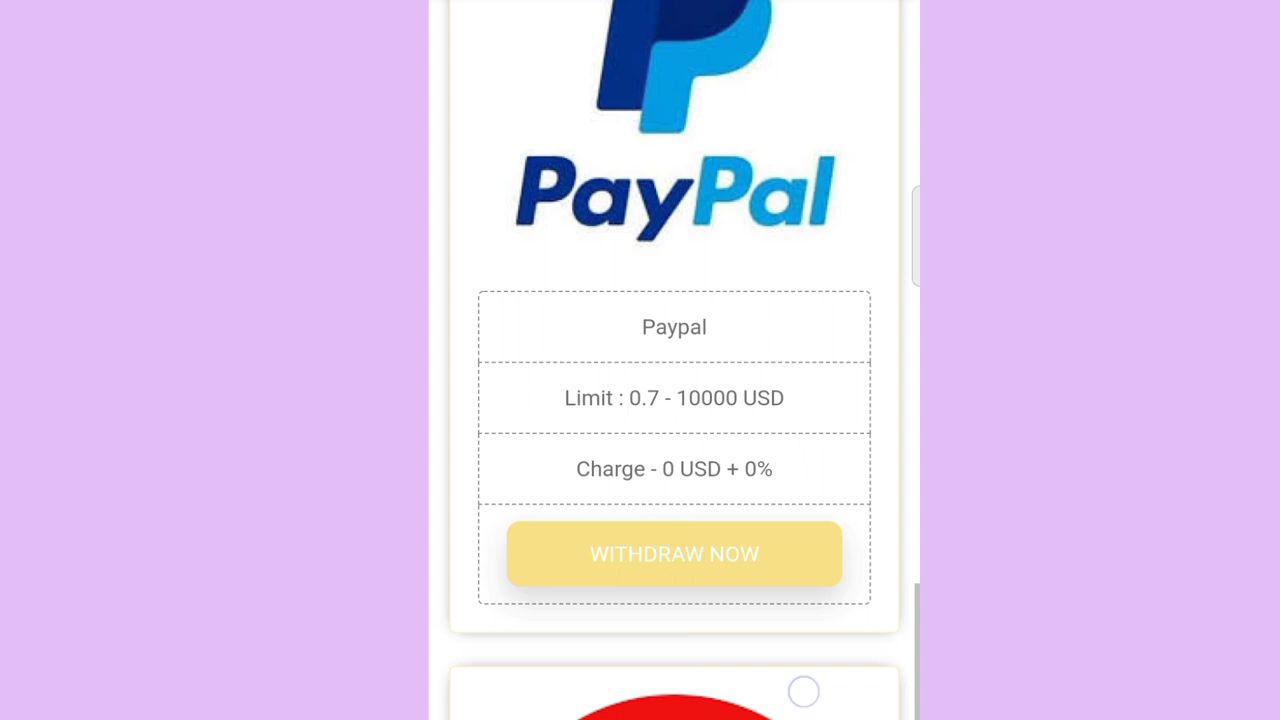 PayPal
Paypal
Limit : 0.7 - 10000 USD
Charge - 0 USD + 0%
WITHDRAW NOW